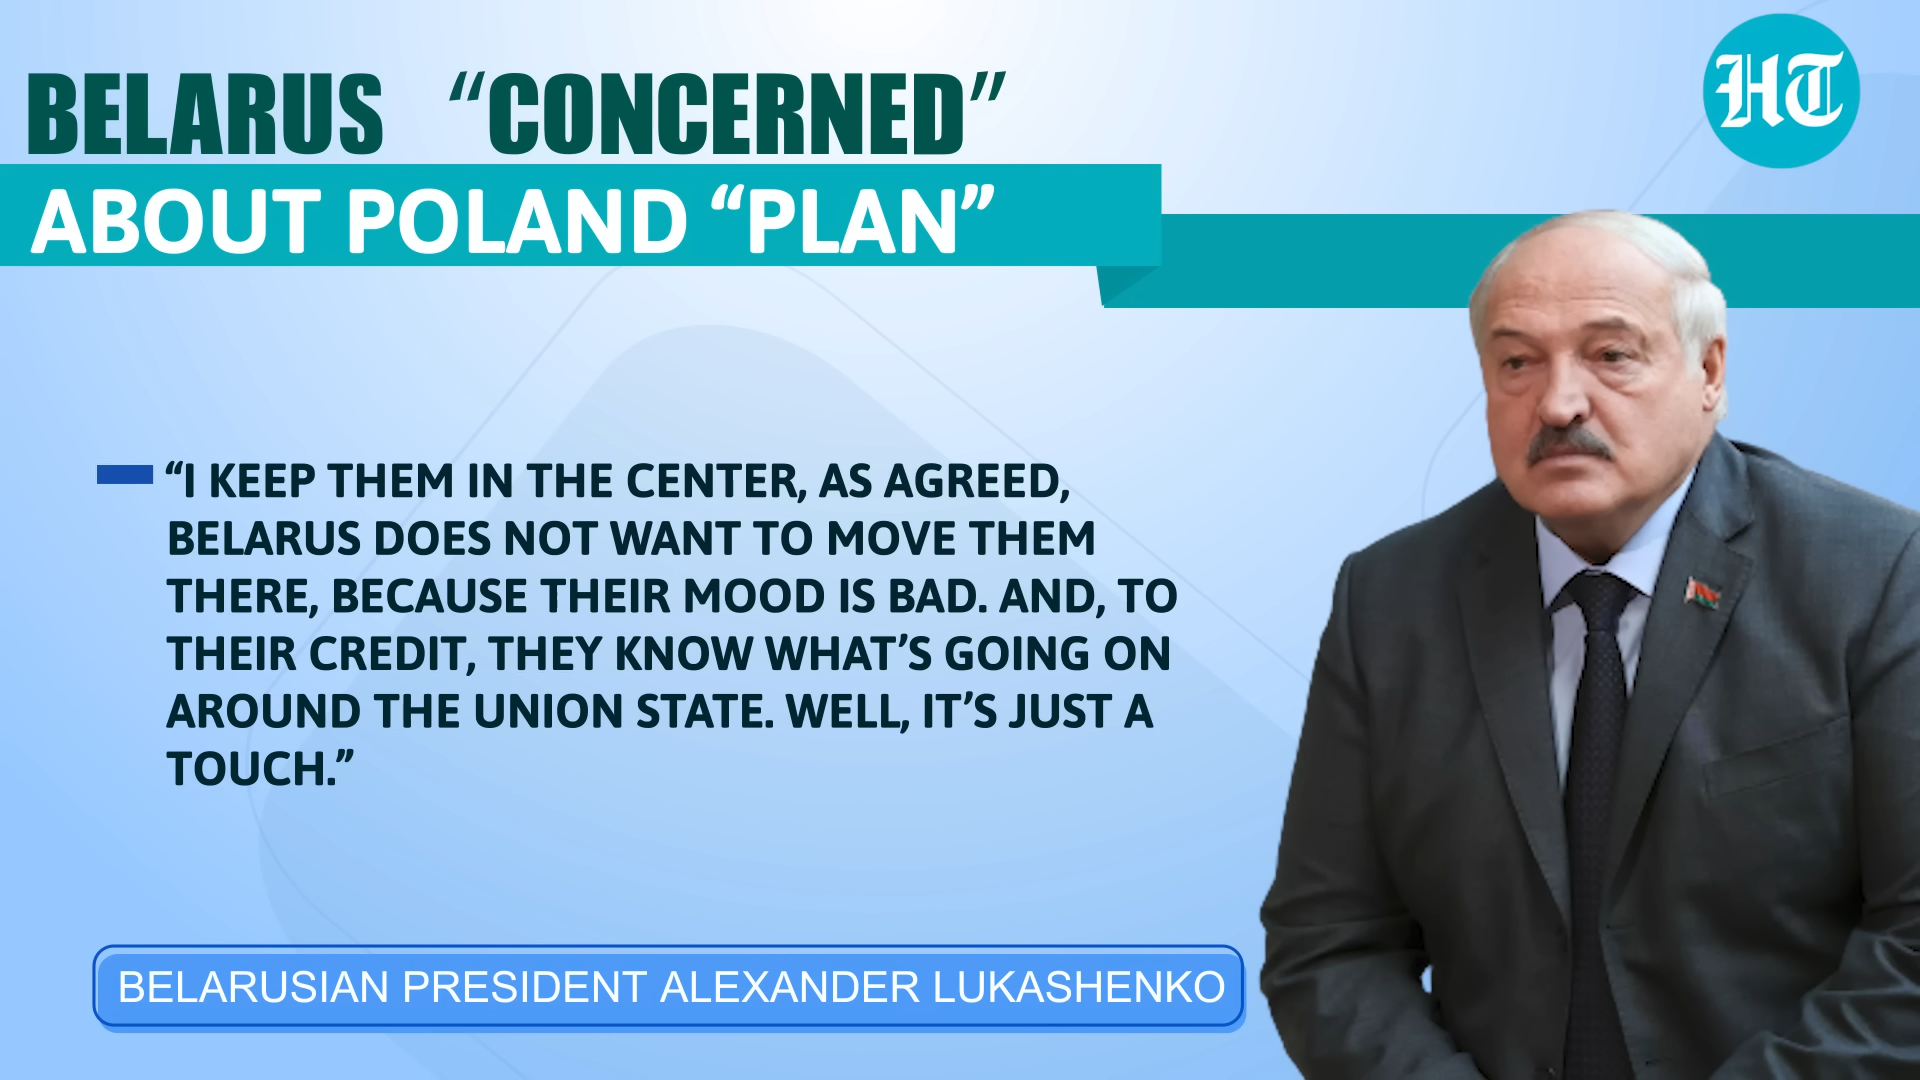 HT
BELARUS “CONCERNED”
ABOUT POLAND “PLAN”
“I KEEP THEM IN THE CENTER, AS AGREED,
BELARUS DOES NOT WANT TO MOVE THEM
THERE, BECAUSE THEIR MOOD IS BAD. AND, TO
THEIR CREDIT, THEY KNOW WHAT’S GOING ON
AROUND THE UNION STATE. WELL, IT’S JUST A
TOUCH.”
BELARUSIAN PRESIDENT ALEXANDER LUKASHENKO